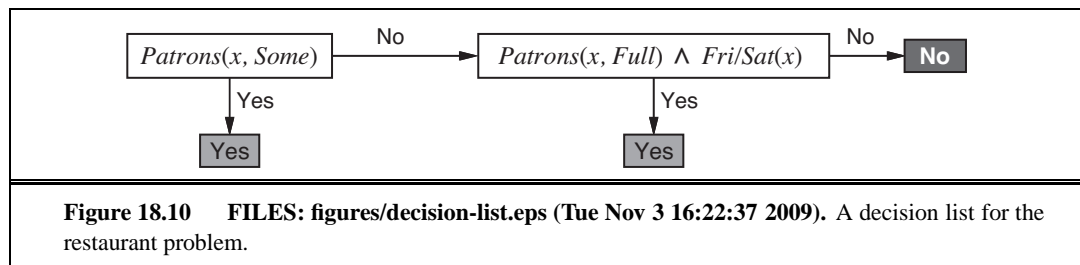 Patrons(x, Some)
No
Patrons(x, Full) ∧ Fri/Sat(x)
No
No
Yes
Yes
Yes
Yes
Figure 18.10 FILES: figures/decision-list.eps (Tue Nov 3 16:22:37 2009). A decision list for the
restaurant problem.